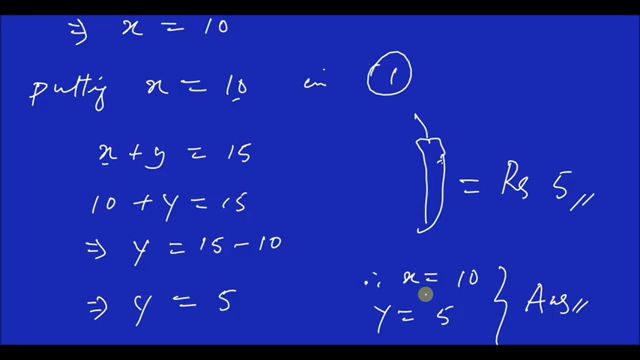 ⇒ x = 10
putting x = 10 in ①
x + y = 15
10 + y = 15
⇒ y = 15 - 10
⇒ y = 5
= Rs 5 //
∴ x = 10
y = 5 } Ans //